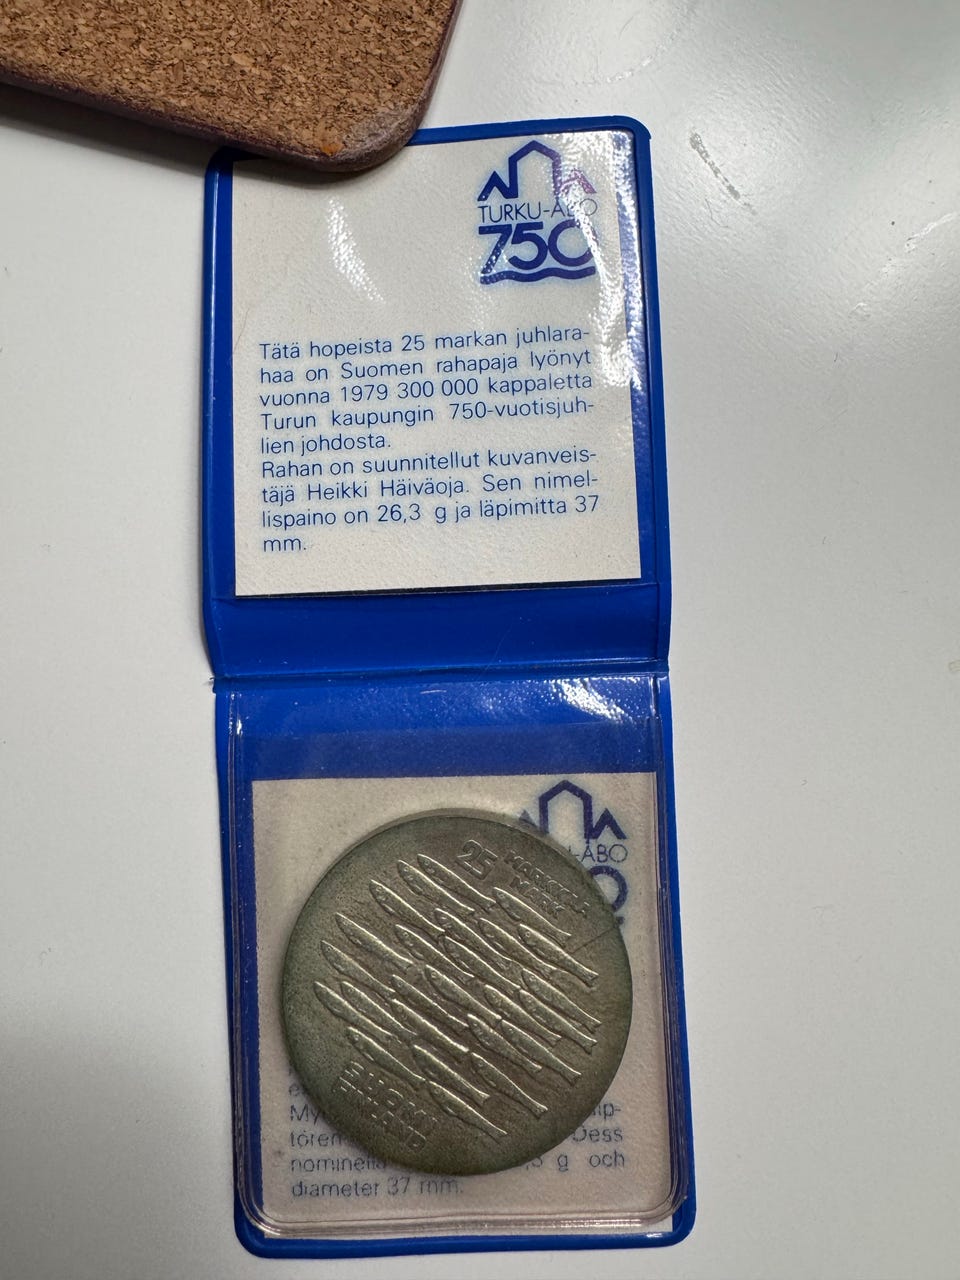 TURKU-ÅBO
750
Tätä hopeista 25 markan juhlara-
haa on Suomen rahapaja lyönyt
vuonna 1979 300 000 kappaletta
Turun kaupungin 750-vuotisjuh-
lien johdosta.
Rahan on suunnitellut kuvanveis-
täjä Heikki Häiväoja. Sen nimel-
lispaino on 26,3 g ja läpimitta 37
mm.
-ÅBO
25 MARKKAA
MARK
SUOMI
FINLAND
Dess
g och
diameter 37 mm.